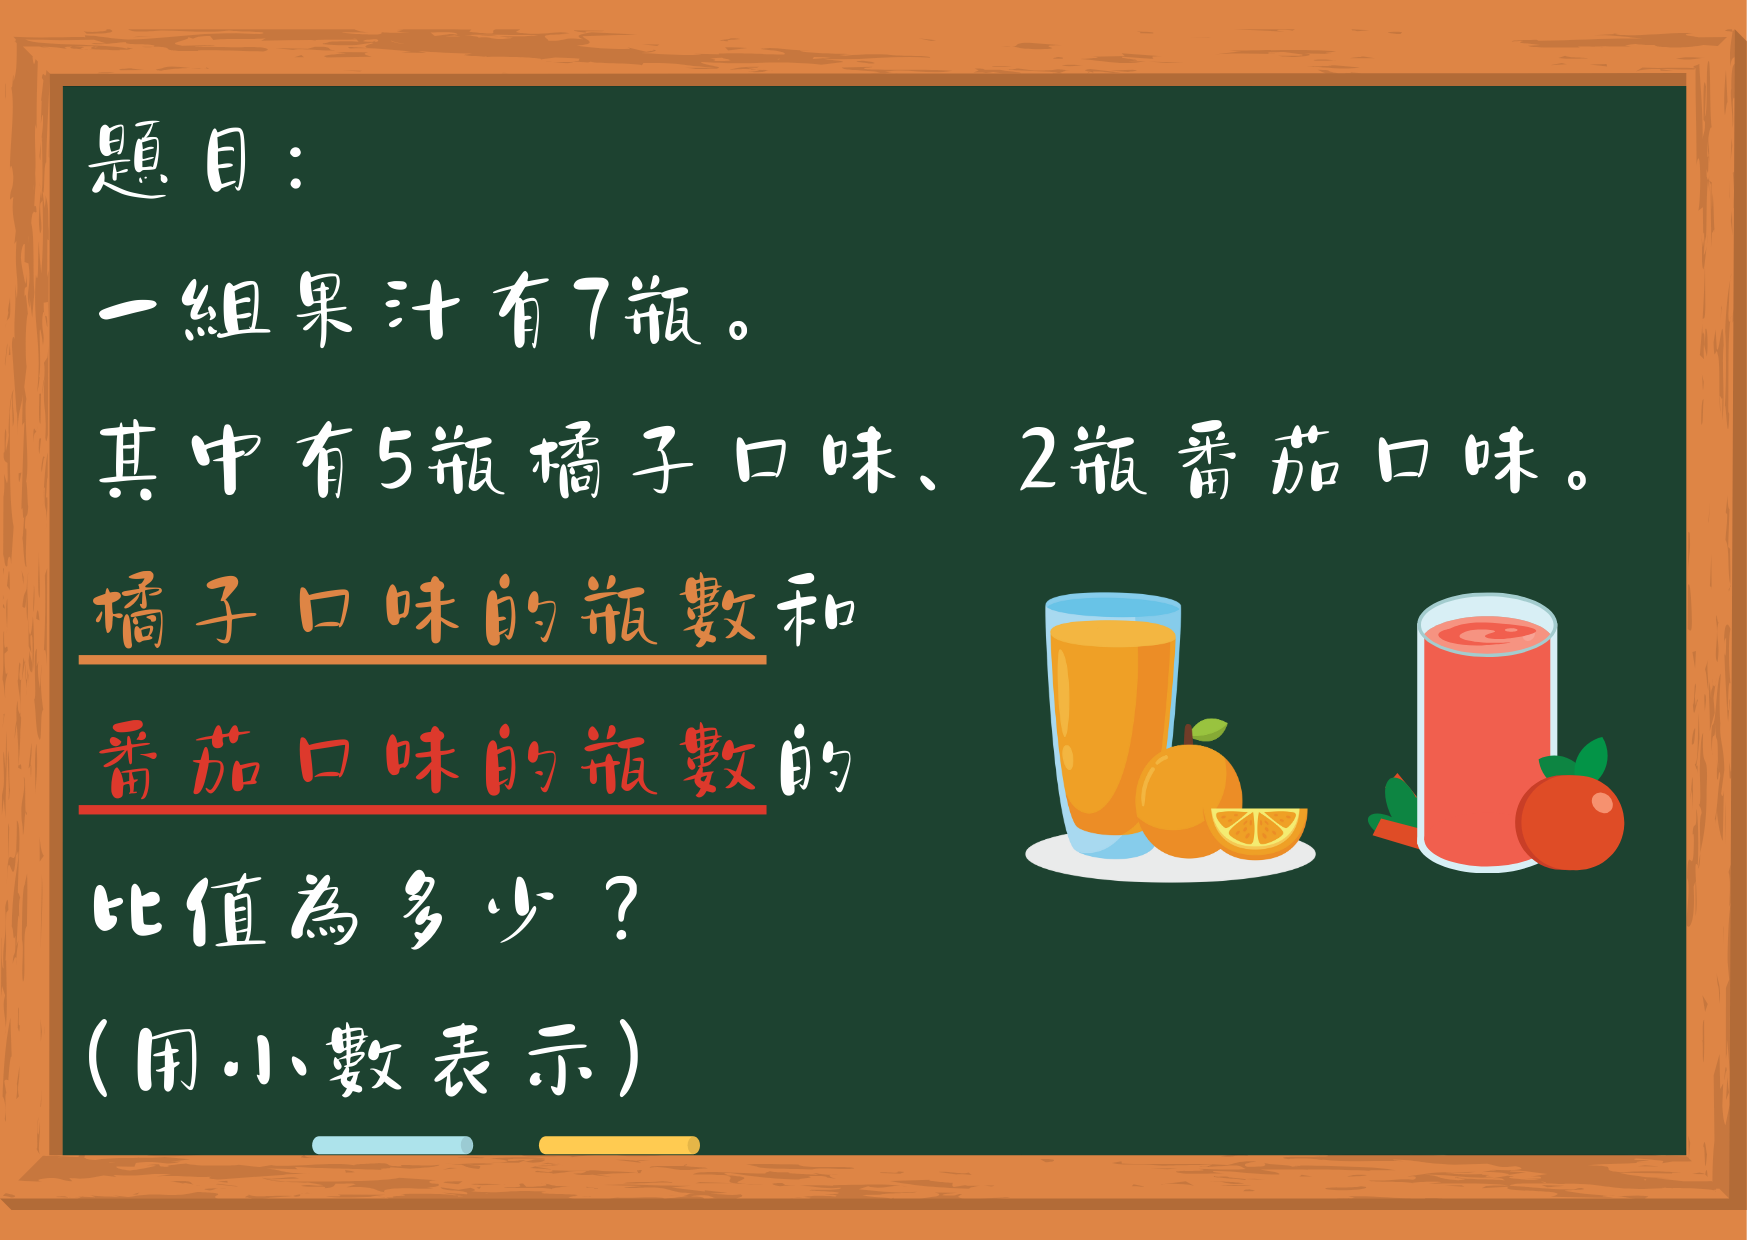 題目：
一組果汁有7瓶。
其中有5瓶橘子口味、2瓶番茄口味。
橘子口味的瓶數和
番茄口味的瓶數的
比值為多少？
(用小數表示)